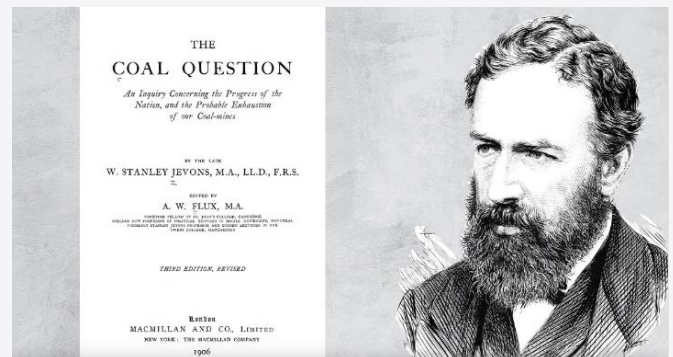 THE
COAL QUESTION
An Inquiry Concerning the Progress of the
Nation, and the Probable Exhaustion
of our Coal-mines
BY THE LATE
W. STANLEY JEVONS, M.A., LL.D., F.R.S.
EDITED BY
A. W. FLUX, M.A.
THIRD EDITION, REVISED
London
MACMILLAN AND CO., LIMITED
NEW YORK: THE MACMILLAN COMPANY
1906